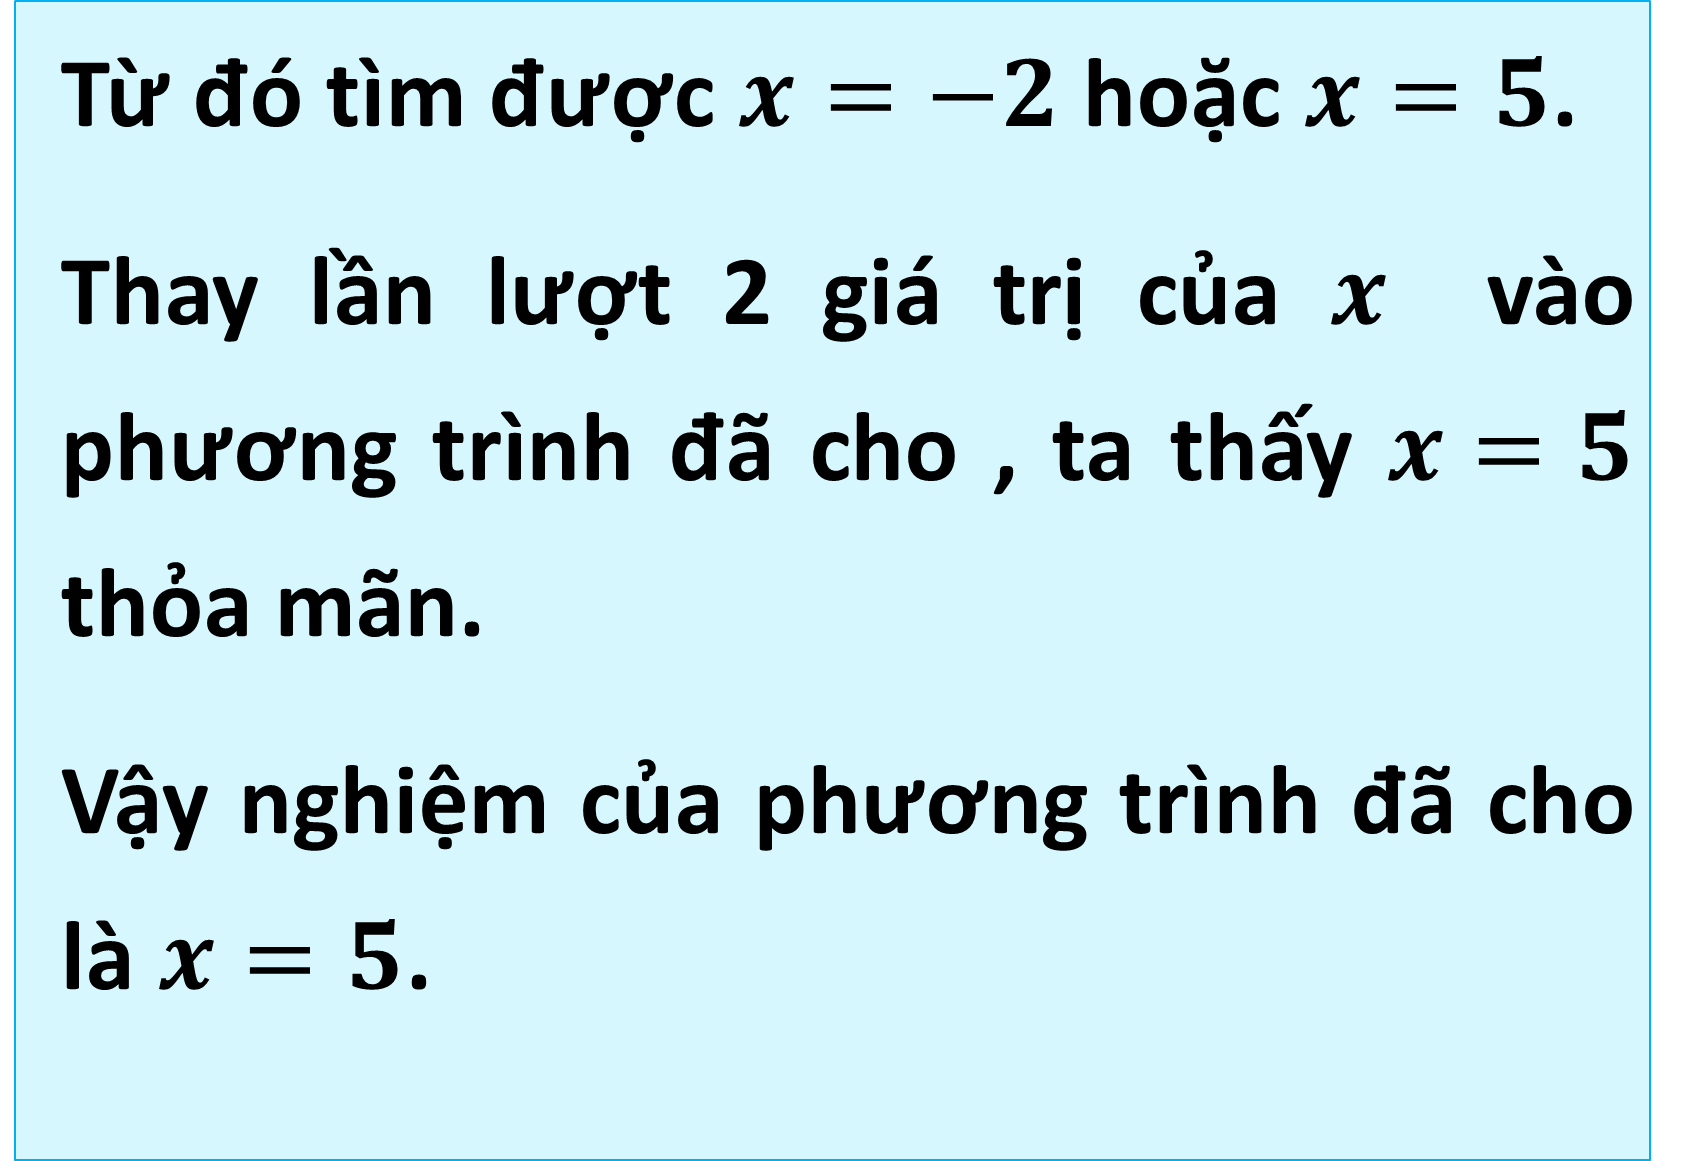 Từ đó tìm được x = −2 hoặc x = 5.
Thay lần lượt 2 giá trị của x vào
phương trình đã cho , ta thấy x = 5
thỏa mãn.
Vậy nghiệm của phương trình đã cho
là x = 5.